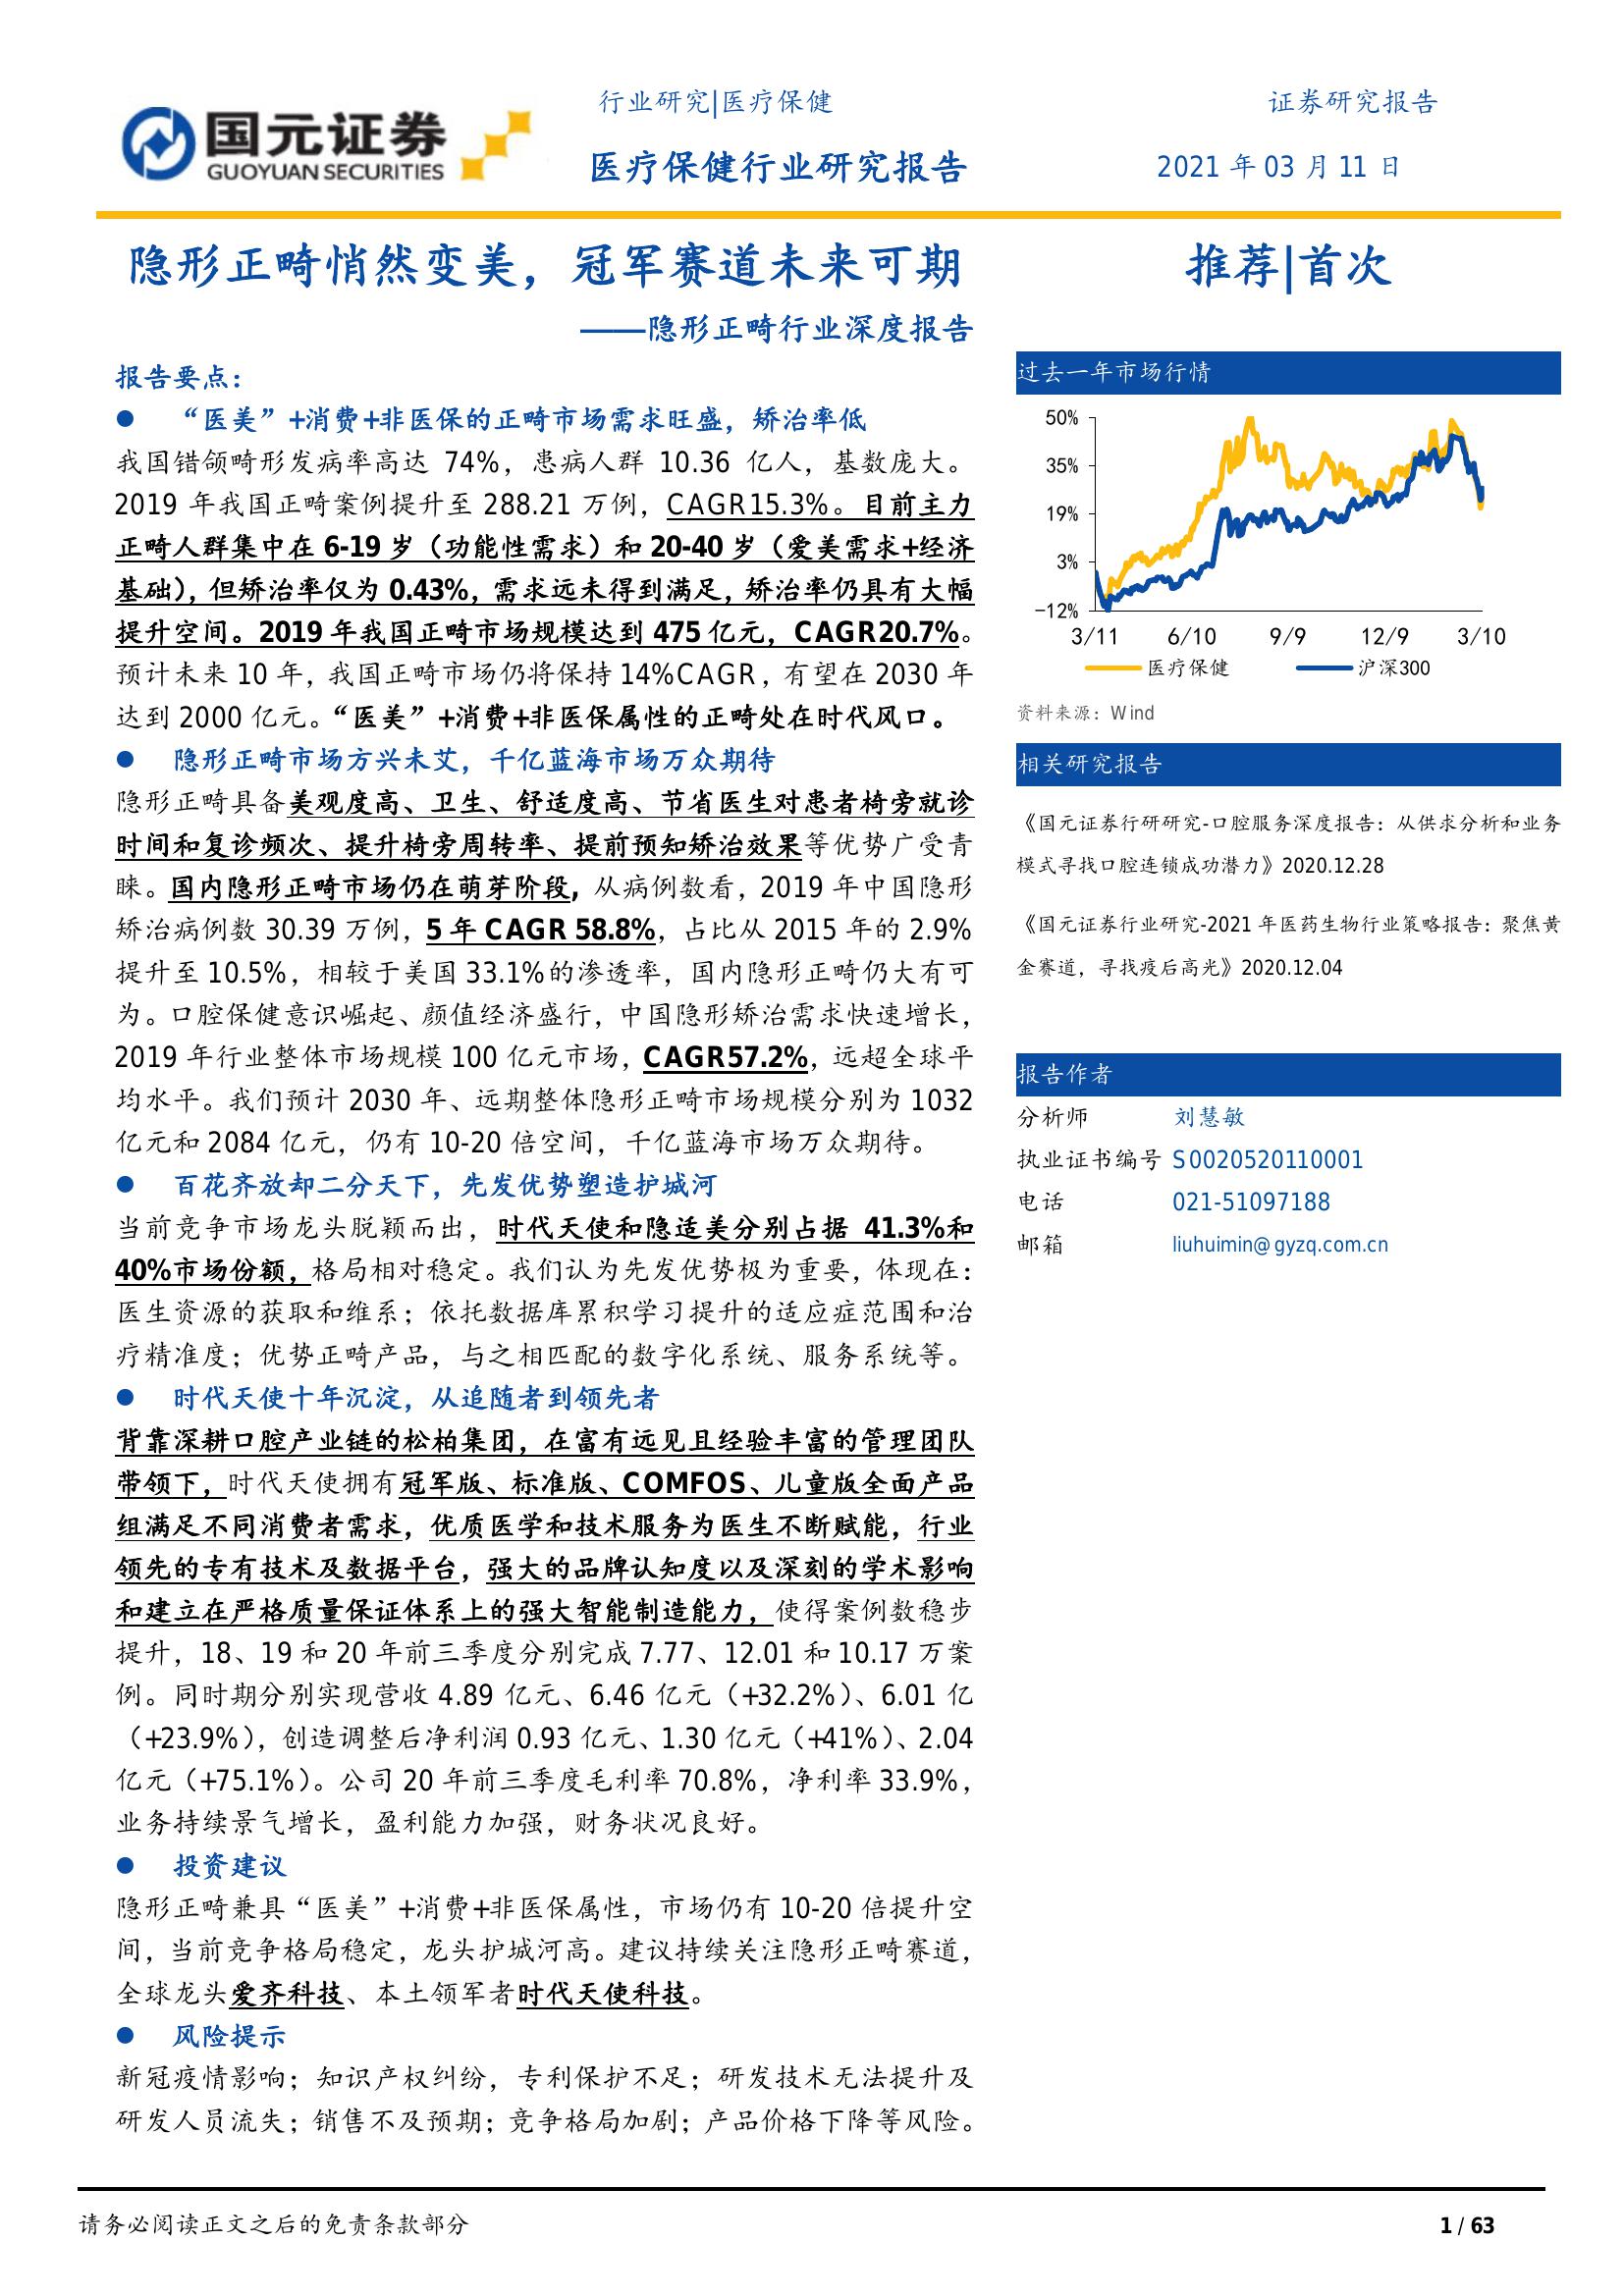 国元证券
GUOYUAN SECURITIES
行业研究|医疗保健
证券研究报告
医疗保健行业研究报告
2021 年 03 月 11 日
隐形正畸悄然变美，冠军赛道未来可期
——隐形正畸行业深度报告
推荐|首次
报告要点：
● “医美”+消费+非医保的正畸市场需求旺盛，矫治率低
我国错颌畸形发病率高达 74%，患病人群 10.36 亿人，基数庞大。
2019 年我国正畸案例提升至 288.21 万例，CAGR15.3%。目前主力
正畸人群集中在 6-19 岁（功能性需求）和 20-40 岁（爱美需求+经济
基础），但矫治率仅为 0.43%，需求远未得到满足，矫治率仍具有大幅
提升空间。2019 年我国正畸市场规模达到 475 亿元，CAGR20.7%。
预计未来 10 年，我国正畸市场仍将保持 14%CAGR，有望在 2030 年
达到 2000 亿元。“医美”+消费+非医保属性的正畸处在时代风口。
● 隐形正畸市场方兴未艾，千亿蓝海市场万众期待
隐形正畸具备美观度高、卫生、舒适度高、节省医生对患者椅旁就诊
时间和复诊频次、提升椅旁周转率、提前预知矫治效果等优势广受青
睐。国内隐形正畸市场仍在萌芽阶段，从病例数看，2019 年中国隐形
矫治病例数 30.39 万例，5 年 CAGR 58.8%，占比从 2015 年的 2.9%
提升至 10.5%，相较于美国 33.1%的渗透率，国内隐形正畸仍大有可
为。口腔保健意识崛起、颜值经济盛行，中国隐形矫治需求快速增长，
2019 年行业整体市场规模 100 亿元市场，CAGR57.2%，远超全球平
均水平。我们预计 2030 年、远期整体隐形正畸市场规模分别为 1032
亿元和 2084 亿元，仍有 10-20 倍空间，千亿蓝海市场万众期待。
● 百花齐放却二分天下，先发优势塑造护城河
当前竞争市场龙头脱颖而出，时代天使和隐适美分别占据 41.3%和
40%市场份额，格局相对稳定。我们认为先发优势极为重要，体现在：
医生资源的获取和维系；依托数据库累积学习提升的适应症范围和治
疗精准度；优势正畸产品，与之相匹配的数字化系统、服务系统等。
● 时代天使十年沉淀，从追随者到领先者
背靠深耕口腔产业链的松柏集团，在富有远见且经验丰富的管理团队
带领下，时代天使拥有冠军版、标准版、COMFOS、儿童版全面产品
组满足不同消费者需求，优质医学和技术服务为医生不断赋能，行业
领先的专有技术及数据平台，强大的品牌认知度以及深刻的学术影响
和建立在严格质量保证体系上的强大智能制造能力，使得案例数稳步
提升，18、19 和 20 年前三季度分别完成 7.77、12.01 和 10.17 万案
例。同时期分别实现营收 4.89 亿元、6.46 亿元（+32.2%）、6.01 亿
（+23.9%），创造调整后净利润 0.93 亿元、1.30 亿元（+41%）、2.04
亿元（+75.1%）。公司 20 年前三季度毛利率 70.8%，净利率 33.9%，
业务持续景气增长，盈利能力加强，财务状况良好。
● 投资建议
隐形正畸兼具“医美”+消费+非医保属性，市场仍有 10-20 倍提升空
间，当前竞争格局稳定，龙头护城河高。建议持续关注隐形正畸赛道，
全球龙头爱齐科技、本土领军者时代天使科技。
● 风险提示
新冠疫情影响；知识产权纠纷，专利保护不足；研发技术无法提升及
研发人员流失；销售不及预期；竞争格局加剧；产品价格下降等风险。
过去一年市场行情
50%
35%
19%
3%
-12%
3/11 6/10 9/9 12/9 3/10
医疗保健 沪深300
资料来源：Wind
相关研究报告
《国元证券行研研究-口腔服务深度报告：从供求分析和业务
模式寻找口腔连锁成功潜力》2020.12.28
《国元证券行业研究-2021 年医药生物行业策略报告：聚焦黄
金赛道，寻找疫后高光》2020.12.04
报告作者
分析师 刘慧敏
执业证书编号 S0020520110001
电话 021-51097188
邮箱 liuhuimin@gyzq.com.cn
请务必阅读正文之后的免责条款部分
1 / 63